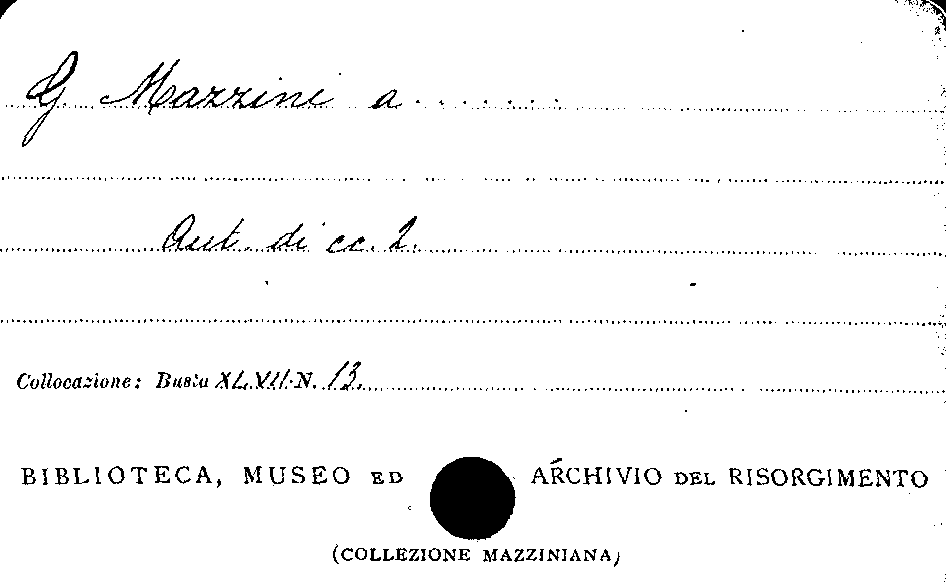 G. Mazzini a . . . . . . .
Aut. di cc. 2.
Collocazione: Busta XLVII. N. 13.
BIBLIOTECA, MUSEO ED ARCHIVIO DEL RISORGIMENTO
(COLLEZIONE MAZZINIANA)